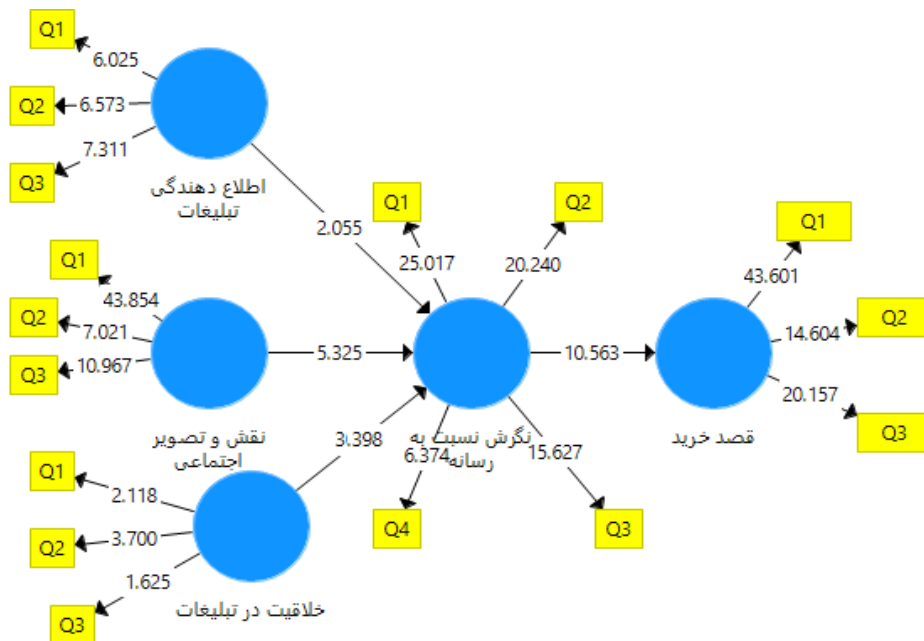 Q1
6.025
Q2
6.573
Q3
7.311
اطلاع دهندگی
تبلیغات
2.055
Q1
43.854
Q2
7.021
Q3
10.967
نقش و تصویر
اجتماعی
5.325
Q1
2.118
Q2
3.700
Q3
1.625
خلاقیت در تبلیغات
Q1
25.017
Q2
20.240
نگرش نسبت به
رسانه
6.374
Q4
15.627
Q3
10.563
Q1
43.601
Q2
14.604
Q3
20.157
قصد خرید